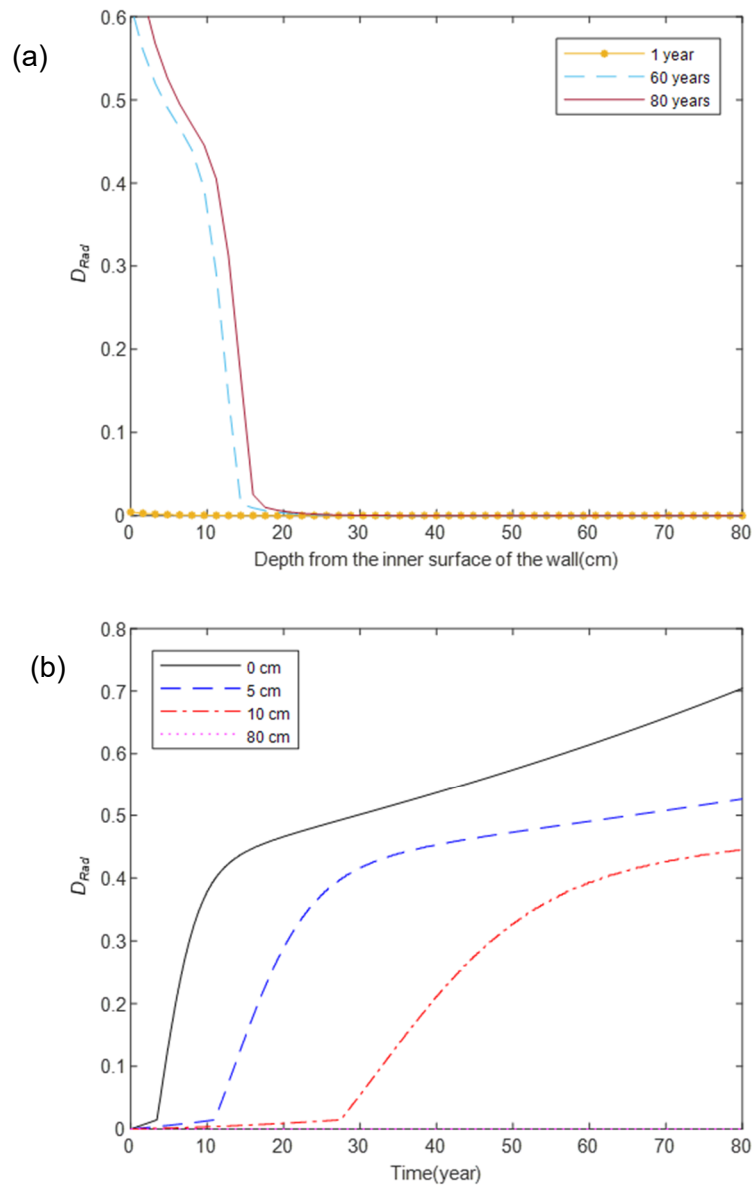 (a)
0.6
0.5
0.4
0.3
0.2
0.1
0
D_Rad
1 year
60 years
80 years
0 10 20 30 40 50 60 70 80
Depth from the inner surface of the wall(cm)
(b)
0.8
0.7
0.6
0.5
0.4
0.3
0.2
0.1
0
D_Rad
0 cm
5 cm
10 cm
80 cm
0 10 20 30 40 50 60 70 80
Time(year)